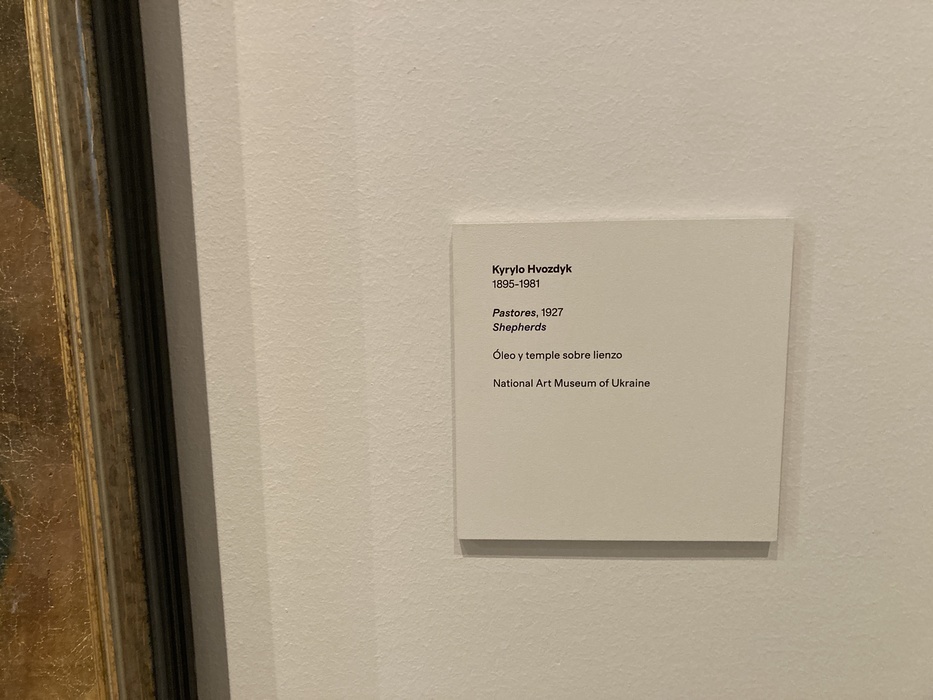 Kyrylo Hvozdyk
1895-1981
Pastores, 1927
Shepherds
Óleo y temple sobre lienzo
National Art Museum of Ukraine